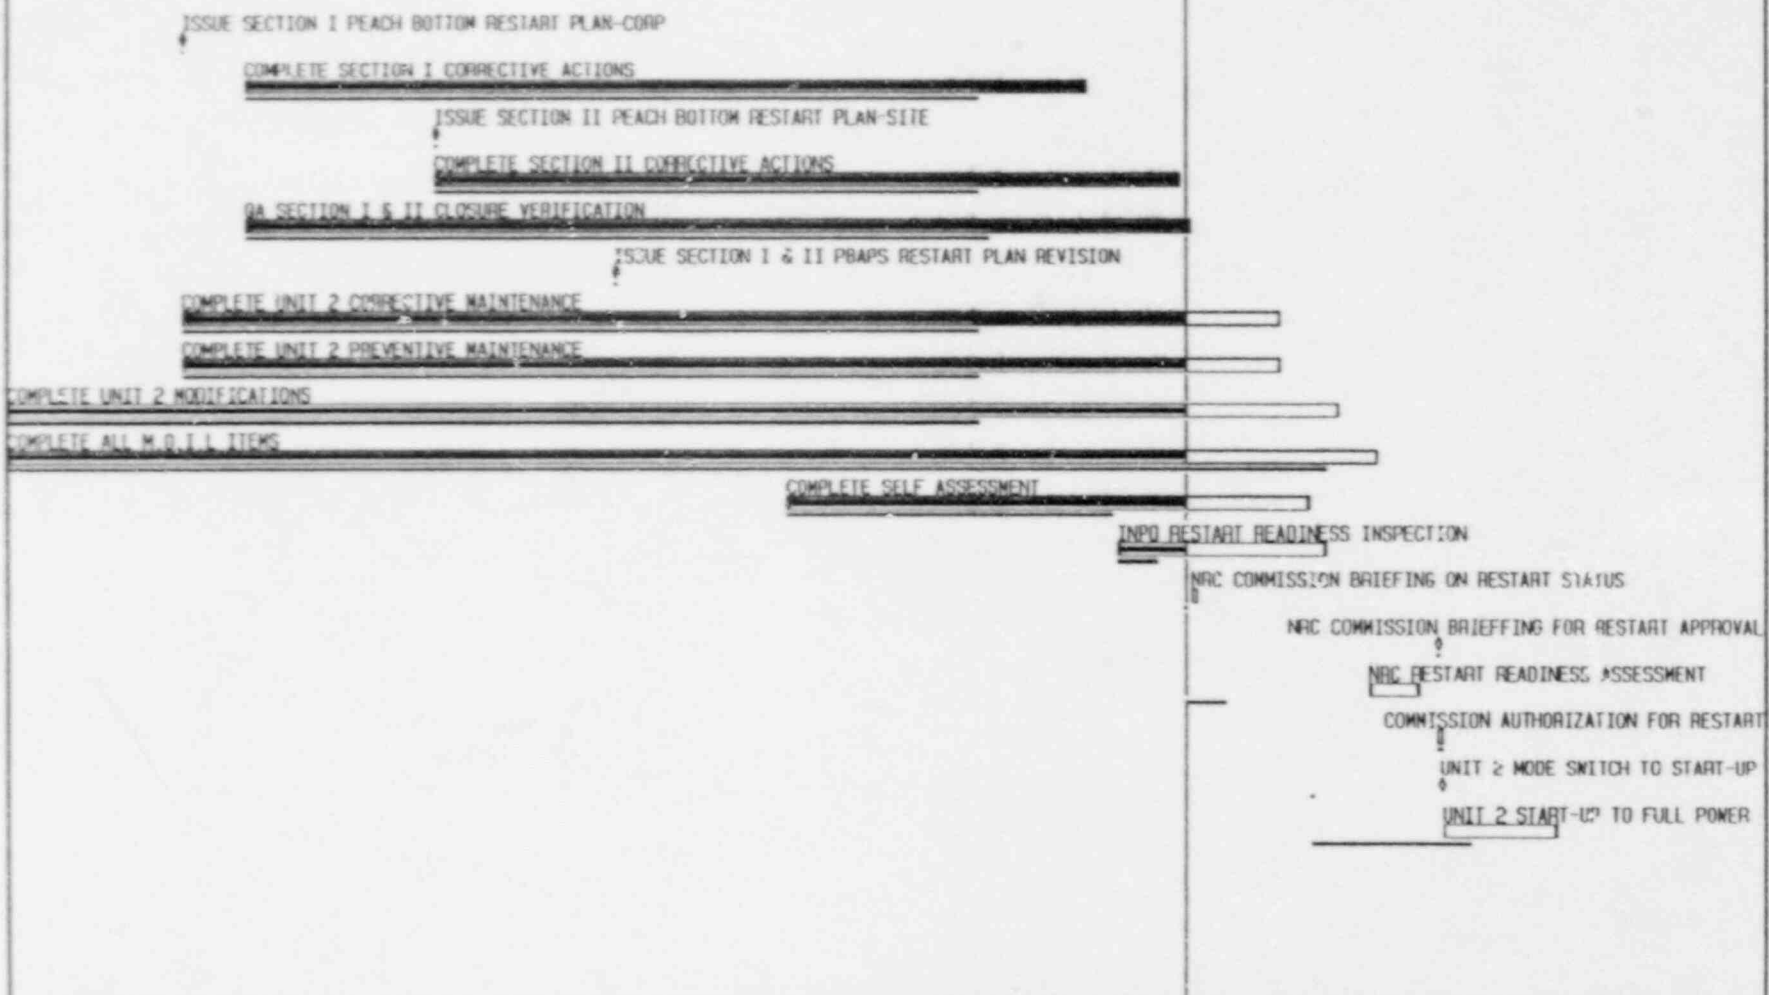 ISSUE SECTION I PEACH BOTTOM RESTART PLAN-CORP
COMPLETE SECTION I CORRECTIVE ACTIONS
ISSUE SECTION II PEACH BOTTOM RESTART PLAN-SITE
COMPLETE SECTION II CORRECTIVE ACTIONS
QA SECTION I & II CLOSURE VERIFICATION
ISSUE SECTION I & II PBAPS RESTART PLAN REVISION
COMPLETE UNIT 2 CORRECTIVE MAINTENANCE
COMPLETE UNIT 2 PREVENTIVE MAINTENANCE
COMPLETE UNIT 2 MODIFICATIONS
COMPLETE ALL M.O.I.L ITEMS
COMPLETE SELF ASSESSMENT
INPO RESTART READINESS INSPECTION
NRC COMMISSION BRIEFING ON RESTART STATUS
NRC COMMISSION BRIEFFING FOR RESTART APPROVAL
NRC RESTART READINESS ASSESSMENT
COMMISSION AUTHORIZATION FOR RESTART
UNIT 2 MODE SWITCH TO START-UP
UNIT 2 START-UP TO FULL POWER